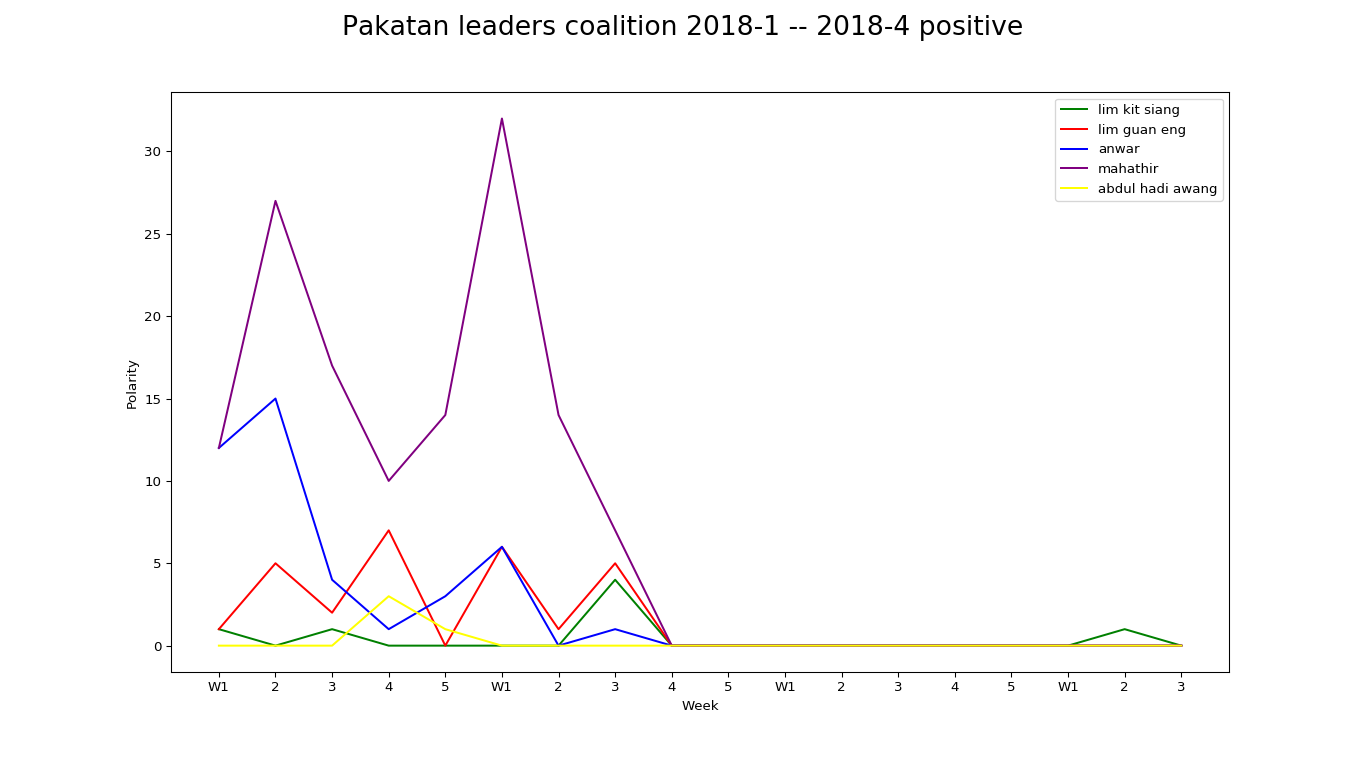 Pakatan leaders coalition 2018-1 -- 2018-4 positive
lim kit siang
lim guan eng
anwar
mahathir
abdul hadi awang
30
25
20
15
10
5
0
Polarity
W1 2 3 4 5 W1 2 3 4 5 W1 2 3 4 5 W1 2 3
Week